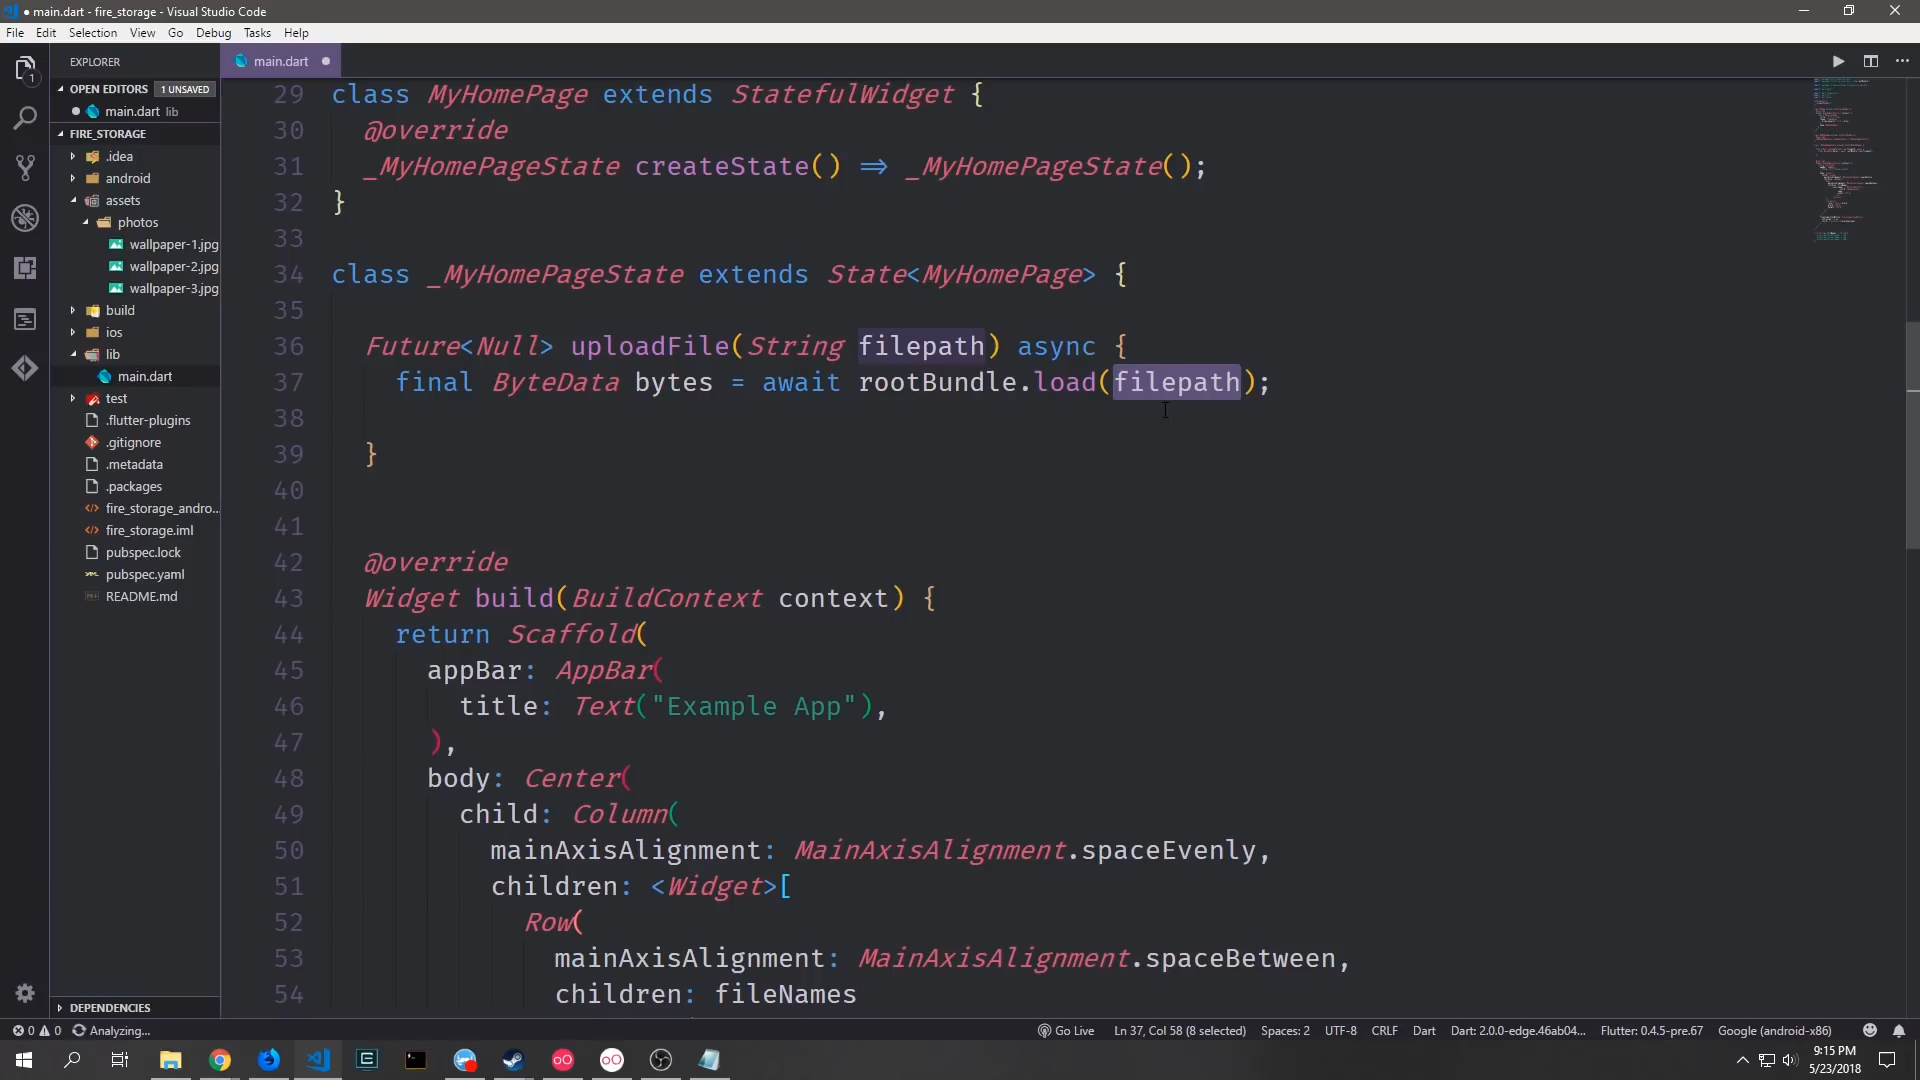 main.dart - fire_storage - Visual Studio Code
File Edit Selection View Go Debug Tasks Help
EXPLORER
OPEN EDITORS 1 UNSAVED
main.dart lib
FIRE_STORAGE
.idea
android
assets
photos
wallpaper-1.jpg
wallpaper-2.jpg
wallpaper-3.jpg
build
ios
lib
main.dart
test
.flutter-plugins
.gitignore
.metadata
.packages
fire_storage_andro...
fire_storage.iml
pubspec.lock
pubspec.yaml
README.md
DEPENDENCIES
1
main.dart
29 class MyHomePage extends StatefulWidget {
30 @override
31 _MyHomePageState createState() => _MyHomePageState();
32 }
33
34 class _MyHomePageState extends State<MyHomePage> {
35
36 Future<Null> uploadFile(String filepath) async {
37 final ByteData bytes = await rootBundle.load(filepath);
38
39 }
40
41
42 @override
43 Widget build(BuildContext context) {
44 return Scaffold(
45 appBar: AppBar(
46 title: Text("Example App"),
47 ),
48 body: Center(
49 child: Column(
50 mainAxisAlignment: MainAxisAlignment.spaceEvenly,
51 children: <Widget>[
52 Row(
53 mainAxisAlignment: MainAxisAlignment.spaceBetween,
54 children: fileNames
0 0 Analyzing... Go Live Ln 37, Col 58 (8 selected) Spaces: 2 UTF-8 CRLF Dart Dart: 2.0.0-edge.46ab04... Flutter: 0.4.5-pre.67 Google (android-x86)
9:15 PM
5/23/2018